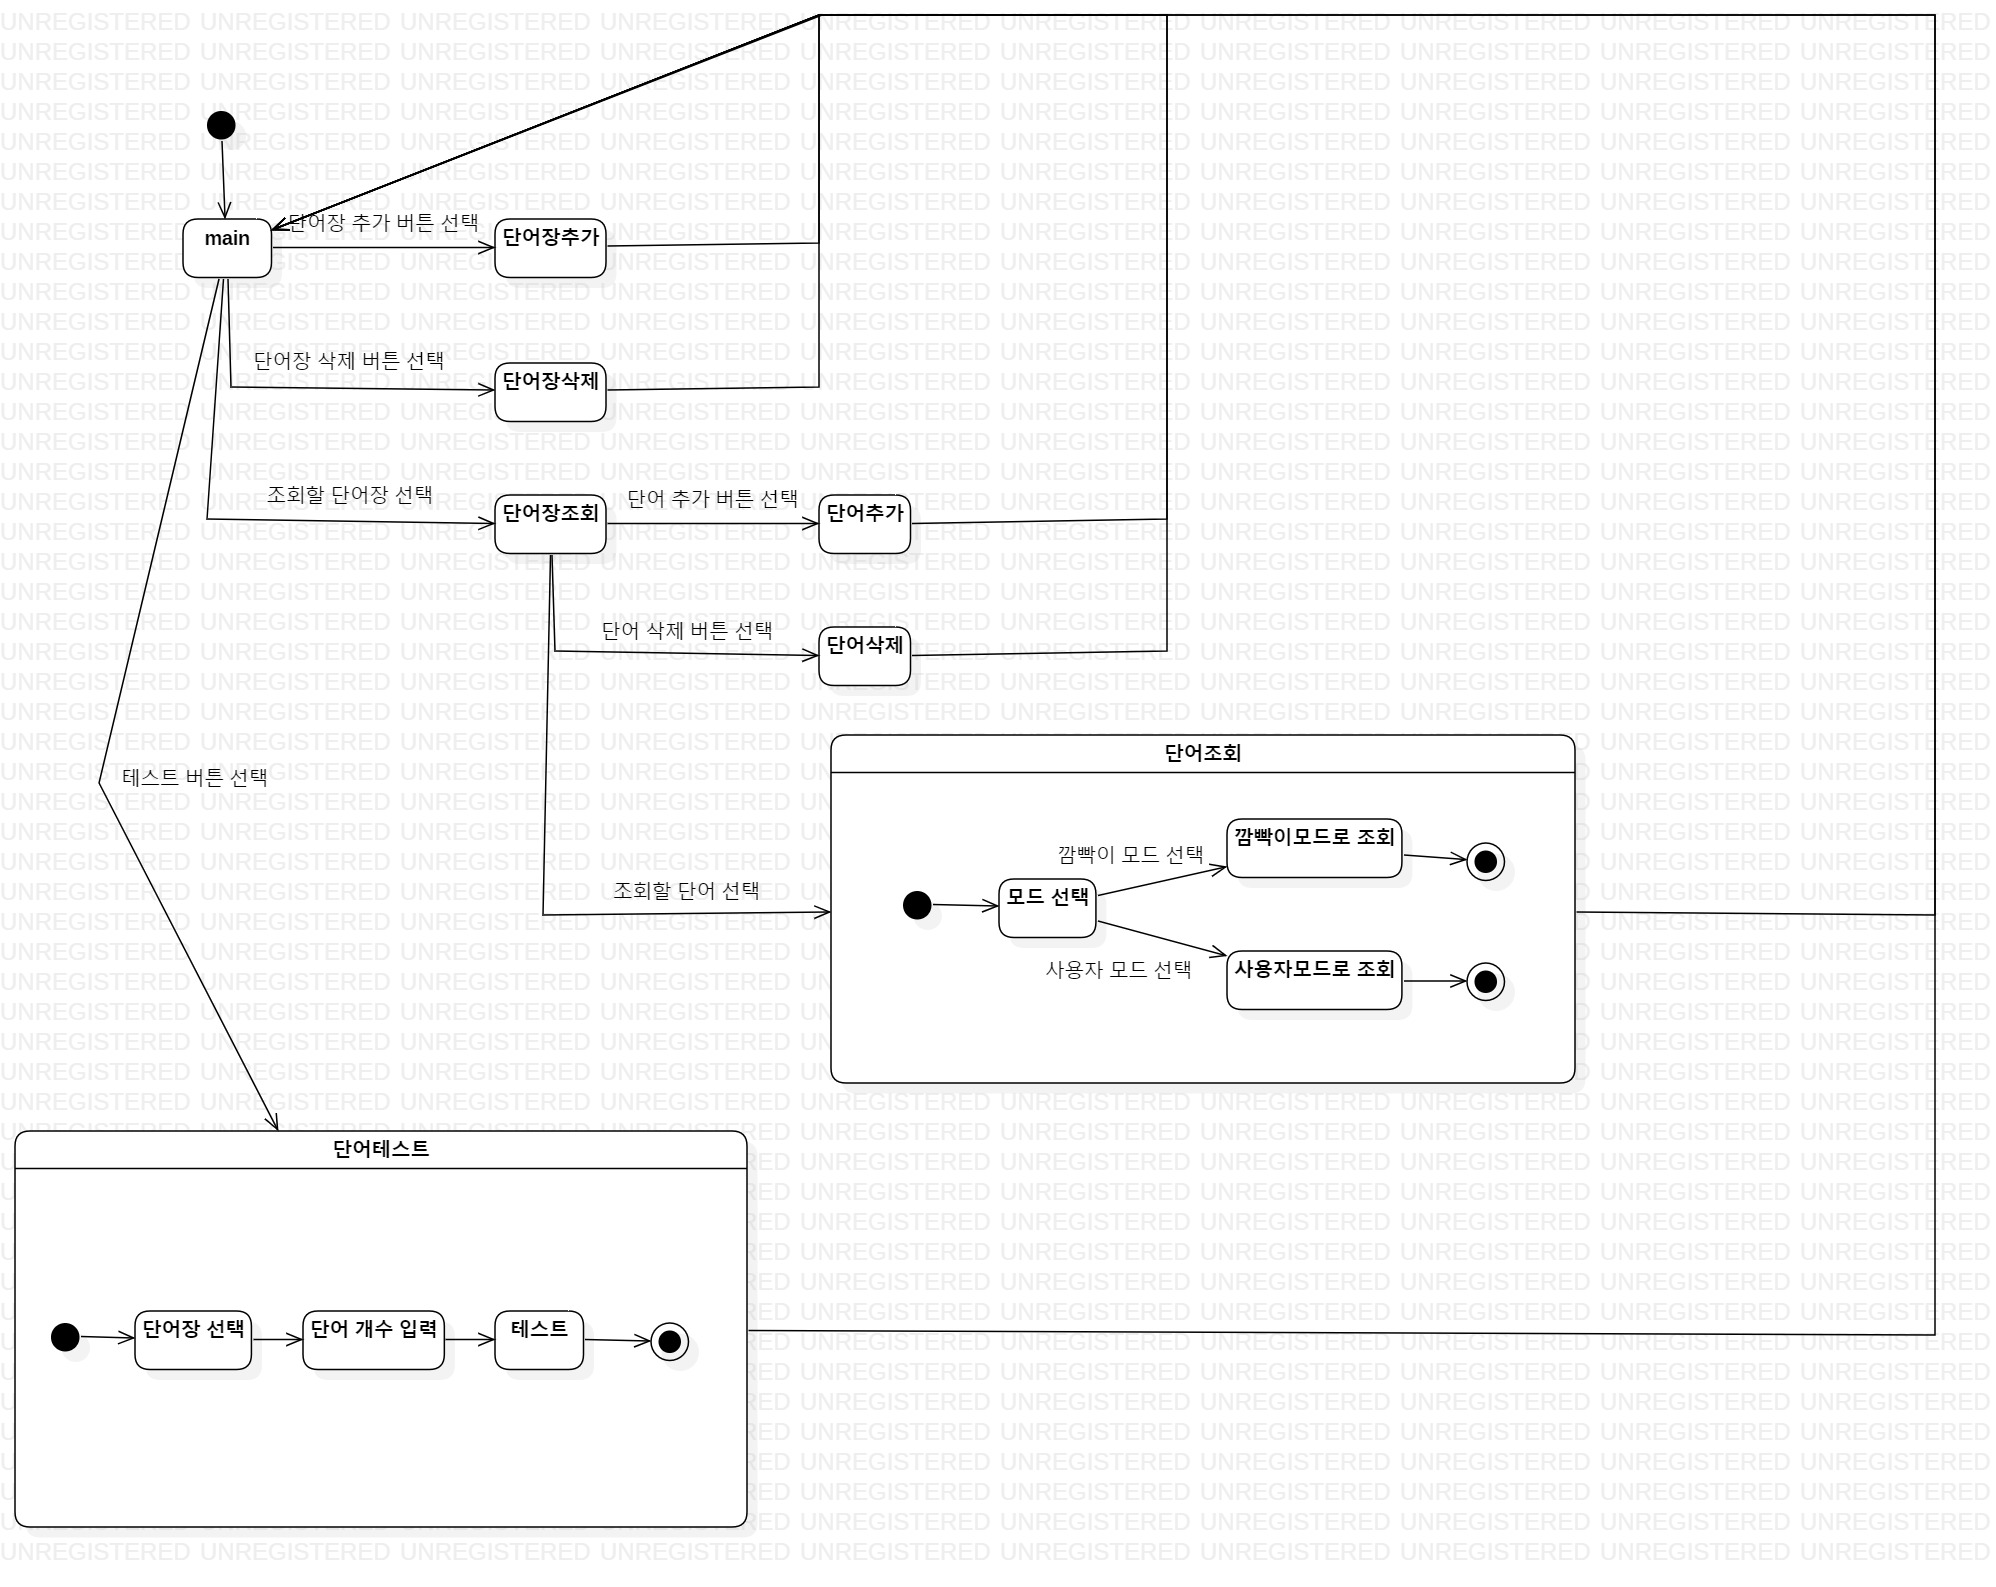 main
단어장 추가 버튼 선택
단어장추가
단어장 삭제 버튼 선택
단어장삭제
조회할 단어장 선택
단어장조회
단어 추가 버튼 선택
단어추가
단어 삭제 버튼 선택
단어삭제
테스트 버튼 선택
조회할 단어 선택
단어조회
모드 선택
깜빡이 모드 선택
깜빡이모드로 조회
사용자 모드 선택
사용자모드로 조회
단어테스트
단어장 선택
단어 개수 입력
테스트
UNREGISTERED